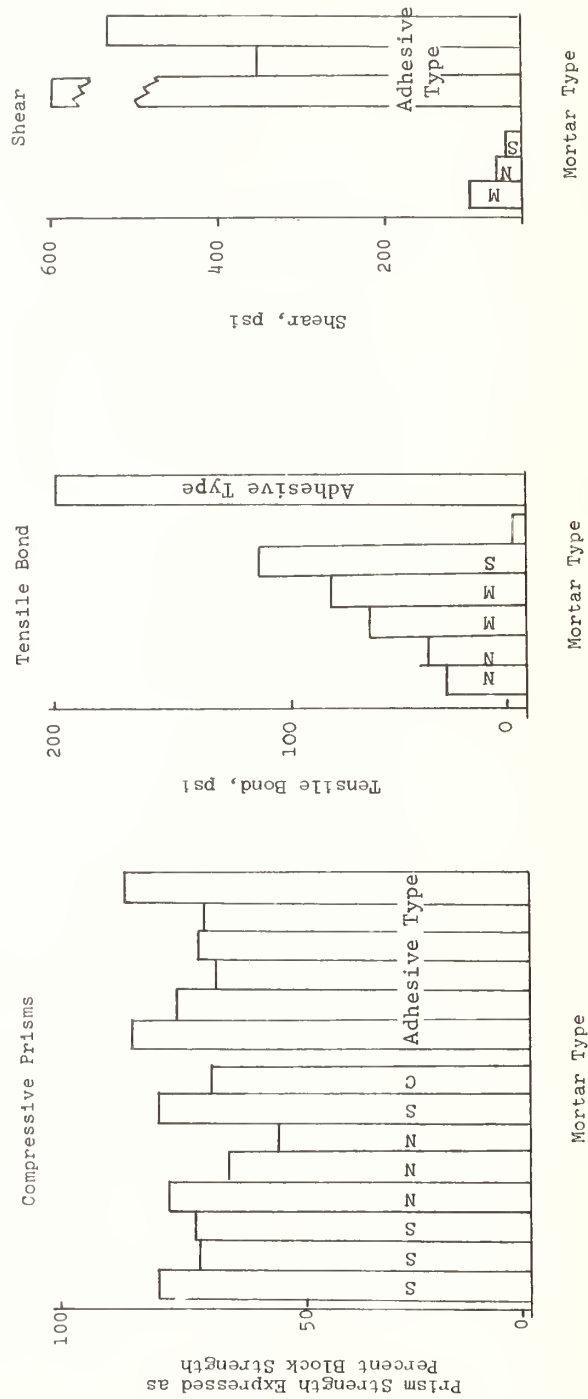 Compressive Prisms
Prism Strength Expressed as
Percent Block Strength
100
50
0
S
S
S
N
N
N
S
C
Adhesive Type
Mortar Type
Tensile Bond
Tensile Bond, psi
200
100
0
N
N
M
M
S
Adhesive Type
Mortar Type
Shear
Shear, psi
600
400
200
M
N
S
Adhesive
Type
Mortar Type